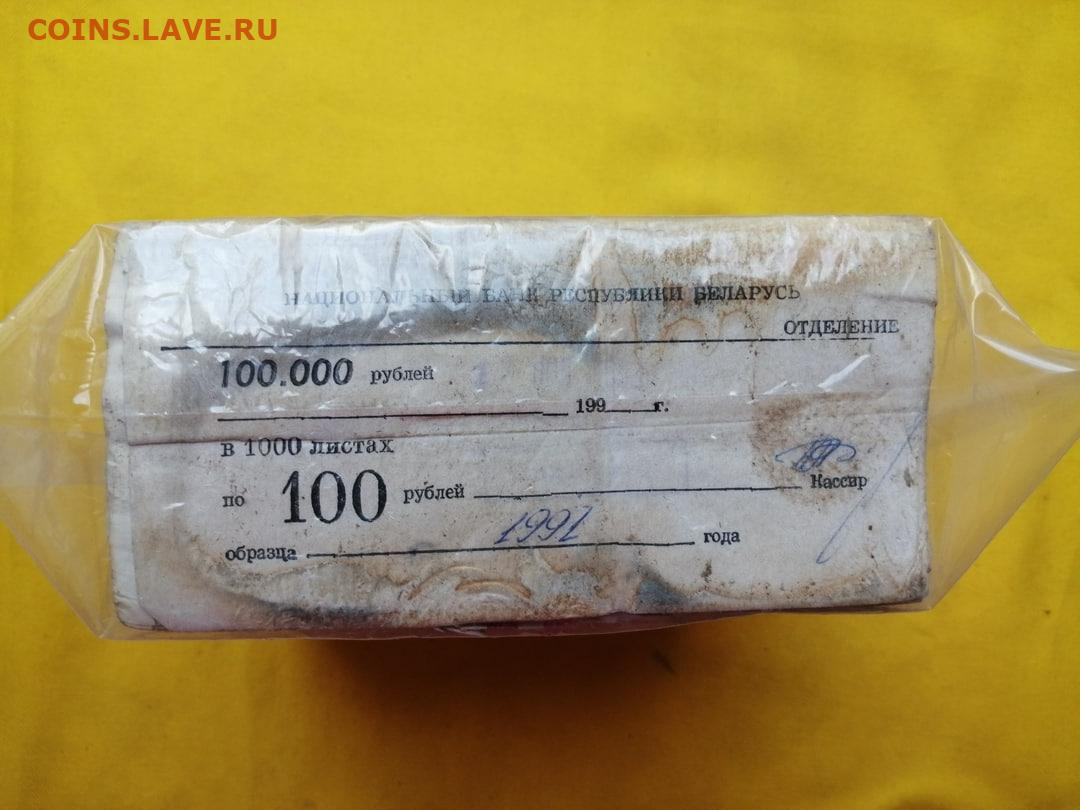 COINS.LAVE.RU
НАЦИОНАЛЬНЫЙ БАНК РЕСПУБЛИКИ БЕЛАРУСЬ
ОТДЕЛЕНИЕ
100.000 рублей
199 г.
в 1000 листах
по 100 рублей Кассир
образца 1991 года